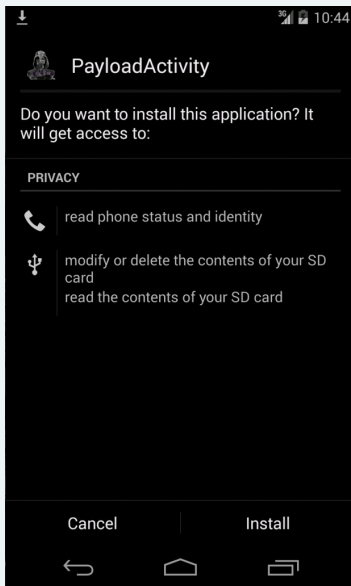 3G 10:44
PayloadActivity
Do you want to install this application? It
will get access to:
PRIVACY
read phone status and identity
modify or delete the contents of your SD
card
read the contents of your SD card
Cancel Install